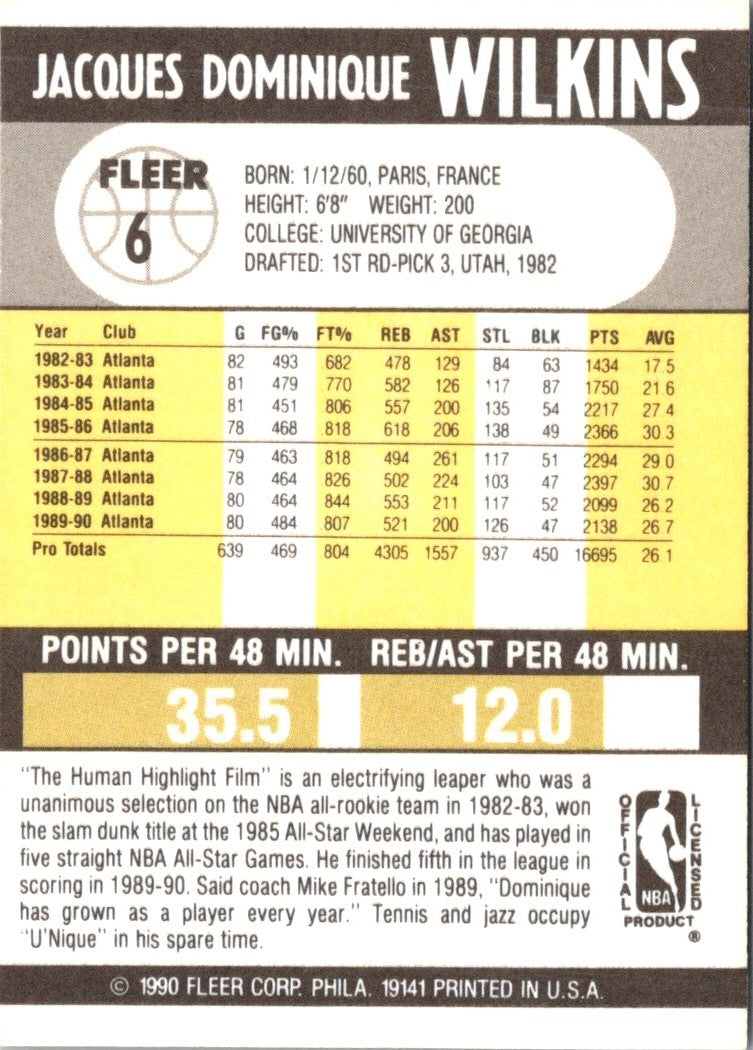 JACQUES DOMINIQUE WILKINS
FLEER
6
BORN: 1/12/60, PARIS, FRANCE
HEIGHT: 6'8" WEIGHT: 200
COLLEGE: UNIVERSITY OF GEORGIA
DRAFTED: 1ST RD-PICK 3, UTAH, 1982
Year Club G FG% FT% REB AST STL BLK PTS AVG
1982-83 Atlanta 82 493 682 478 129 84 63 1434 17.5
1983-84 Atlanta 81 479 770 582 126 117 87 1750 21.6
1984-85 Atlanta 81 451 806 557 200 135 54 2217 27.4
1985-86 Atlanta 78 468 818 618 206 138 49 2366 30.3
1986-87 Atlanta 79 463 818 494 261 117 51 2294 29.0
1987-88 Atlanta 78 464 826 502 224 103 47 2397 30.7
1988-89 Atlanta 80 464 844 553 211 117 52 2099 26.2
1989-90 Atlanta 80 484 807 521 200 126 47 2138 26.7
Pro Totals 639 469 804 4305 1557 937 450 16695 26.1
POINTS PER 48 MIN. REB/AST PER 48 MIN.
35.5 12.0
"The Human Highlight Film" is an electrifying leaper who was a
unanimous selection on the NBA all-rookie team in 1982-83, won
the slam dunk title at the 1985 All-Star Weekend, and has played in
five straight NBA All-Star Games. He finished fifth in the league in
scoring in 1989-90. Said coach Mike Fratello in 1989, "Dominique
has grown as a player every year." Tennis and jazz occupy
"U'Nique" in his spare time.
OFFICIAL LICENSED
NBA
PRODUCT
®
© 1990 FLEER CORP. PHILA. 19141 PRINTED IN U.S.A.